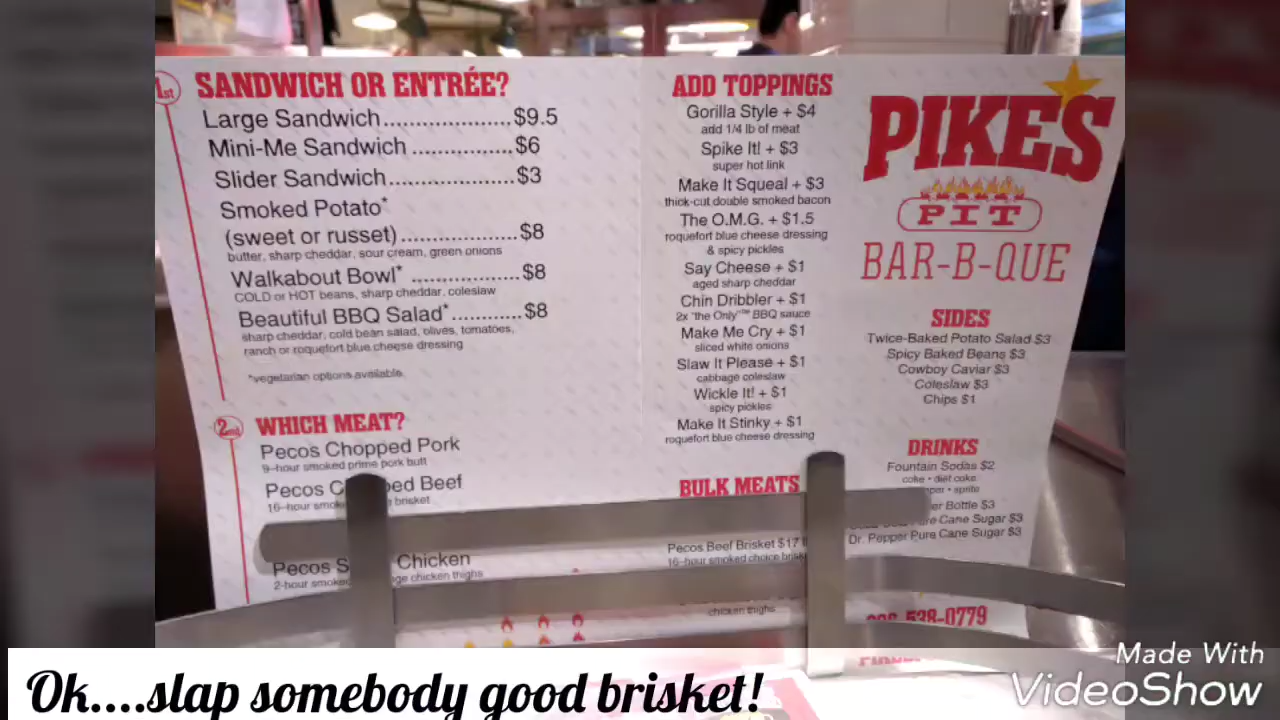 1st
SANDWICH OR ENTRÉE?
Large Sandwich....................$9.5
Mini-Me Sandwich ................$6
Slider Sandwich....................$3
Smoked Potato*
(sweet or russet) ...................$8
butter, sharp cheddar, sour cream, green onions
Walkabout Bowl* .................$8
COLD or HOT beans, sharp cheddar, coleslaw
Beautiful BBQ Salad*...........$8
sharp cheddar, cold bean salad, olives, tomatoes,
ranch or roquefort blue cheese dressing
*vegetarian options available
2nd
WHICH MEAT?
Pecos Chopped Pork
9-hour smoked prime pork butt
Pecos
Beef
16-hour
brisket
Pecos
Chicken
2-hour smoked
chicken thighs
ADD TOPPINGS
Gorilla Style + $4
add 1/4 lb of meat
Spike It! + $3
super hot link
Make It Squeal + $3
thick-cut double smoked bacon
The O.M.G. + $1.5
roquefort blue cheese dressing
& spicy pickles
Say Cheese + $1
aged sharp cheddar
Chin Dribbler + $1
2x "the Only"™ BBQ sauce
Make Me Cry + $1
sliced white onions
Slaw It Please + $1
cabbage coleslaw
Wickle It! + $1
spicy pickles
Make It Stinky + $1
roquefort blue cheese dressing
BULK MEATS
Pecos Beef Brisket $17
16-hour smoked choice
chicken thighs
PIKE'S
PIT
BAR-B-QUE
SIDES
Twice-Baked Potato Salad $3
Spicy Baked Beans $3
Cowboy Caviar $3
Coleslaw $3
Chips $1
DRINKS
Fountain Sodas $2
coke • diet coke
• sprite
Bottle $3
Pure Cane Sugar $3
Dr. Pepper Pure Cane Sugar $3
538-0779
Ok....slap somebody good brisket!
Made With
VideoShow